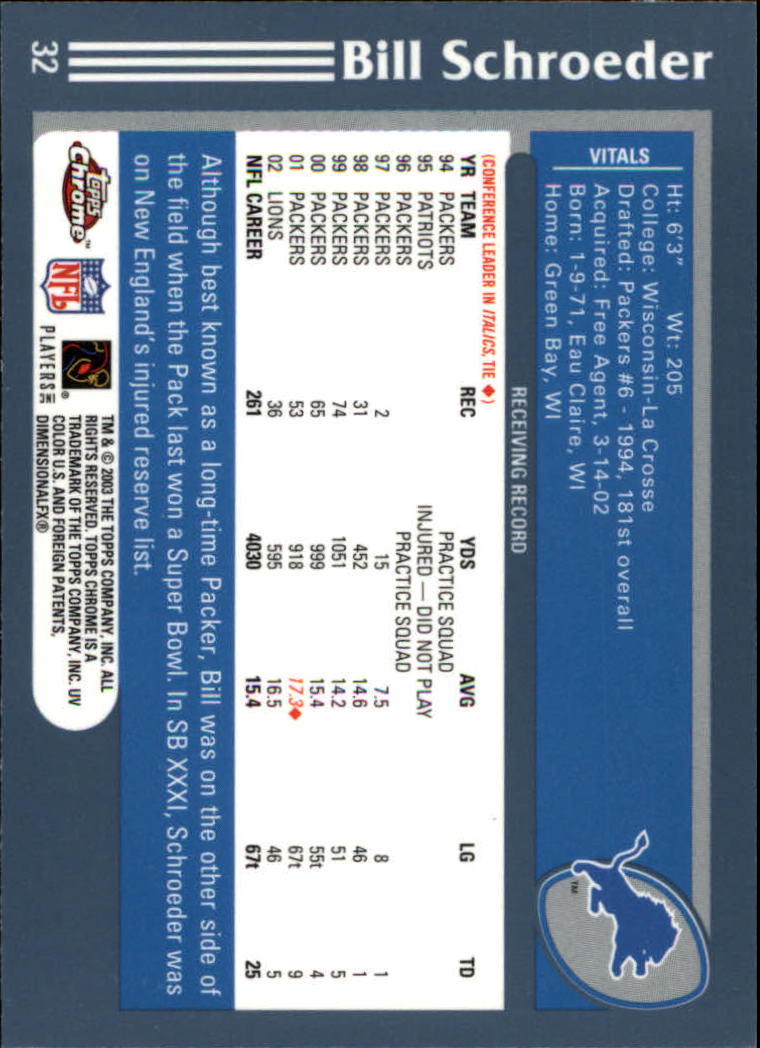 32
Bill Schroeder
VITALS
Ht: 6'3" Wt: 205
College: Wisconsin-La Crosse
Drafted: Packers #6 - 1994, 181st overall
Acquired: Free Agent, 3-14-02
Born: 1-9-71, Eau Claire, WI
Home: Green Bay, WI
TM
RECEIVING RECORD
(CONFERENCE LEADER IN ITALICS, TIE ♦)
YR TEAM REC YDS AVG LG TD
94 PACKERS PRACTICE SQUAD
95 PATRIOTS INJURED — DID NOT PLAY
96 PACKERS PRACTICE SQUAD
97 PACKERS 2 15 7.5 8 1
98 PACKERS 31 452 14.6 46 1
99 PACKERS 74 1051 14.2 51 5
00 PACKERS 65 999 15.4 55t 4
01 PACKERS 53 918 17.3♦ 67t 9
02 LIONS 36 595 16.5 46 5
NFL CAREER 261 4030 15.4 67t 25
Although best known as a long-time Packer, Bill was on the other side of
the field when the Pack last won a Super Bowl. In SB XXXI, Schroeder was
on New England's injured reserve list.
Topps
Chrome™
NFL
PLAYERS INC
®
TM & © 2003 THE TOPPS COMPANY, INC. ALL
RIGHTS RESERVED. TOPPS CHROME IS A
TRADEMARK OF THE TOPPS COMPANY, INC. UV
COLOR U.S. AND FOREIGN PATENTS,
DIMENSIONALFX®